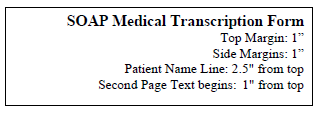 SOAP Medical Transcription Form
Top Margin: 1”
Side Margins: 1”
Patient Name Line: 2.5" from top
Second Page Text begins:  1" from top